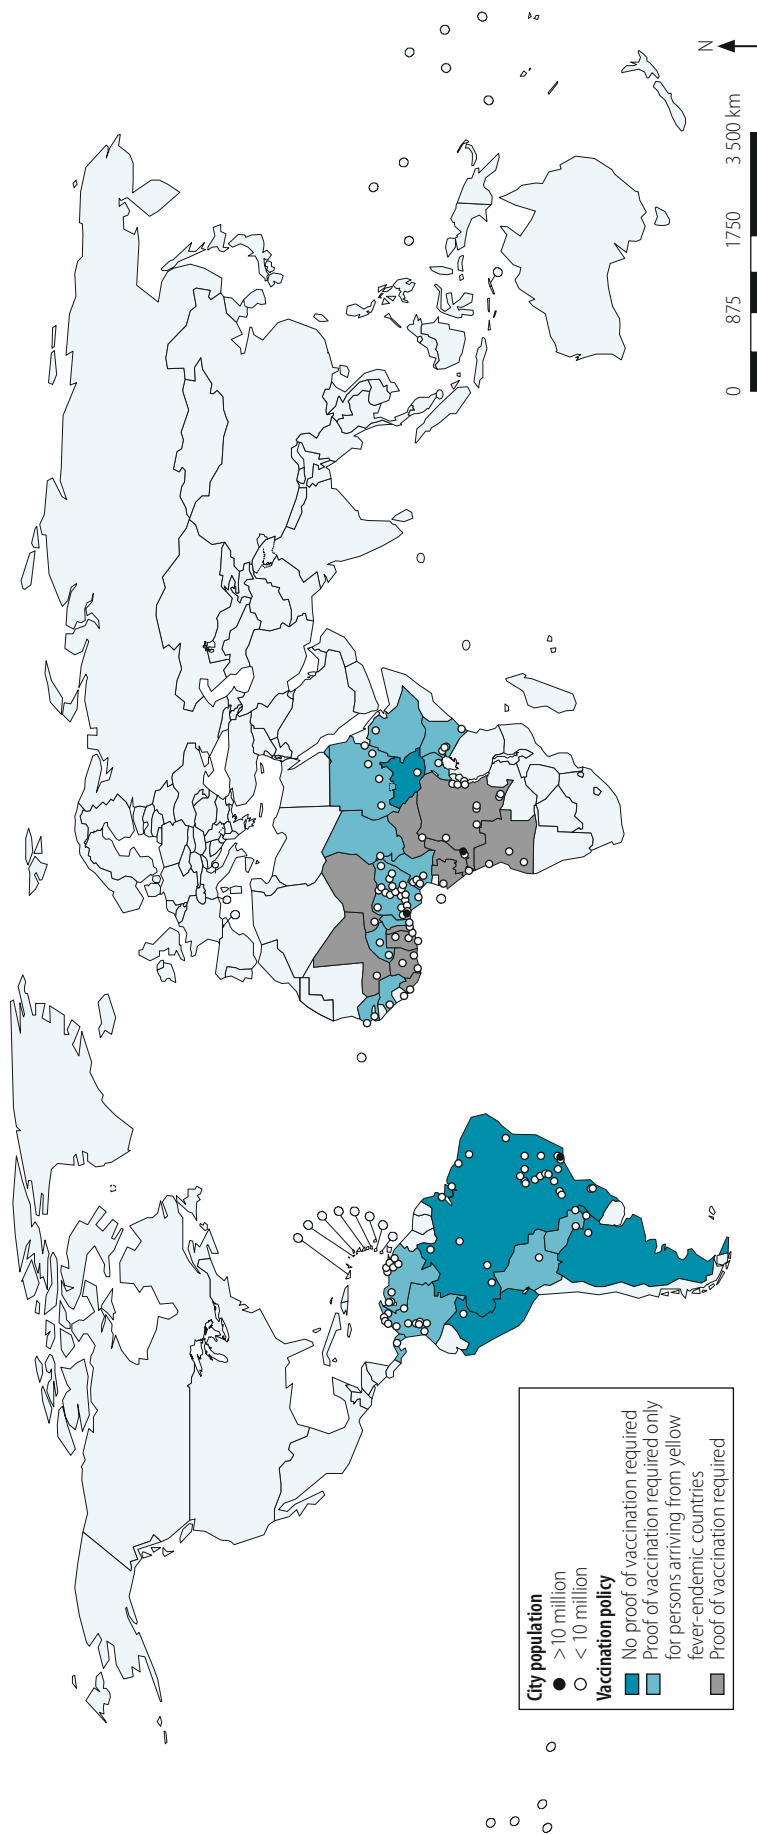 City population
>10 million
< 10 million
Vaccination policy
No proof of vaccination required
Proof of vaccination required only
for persons arriving from yellow
fever-endemic countries
Proof of vaccination required
0 875 1750 3 500 km
N